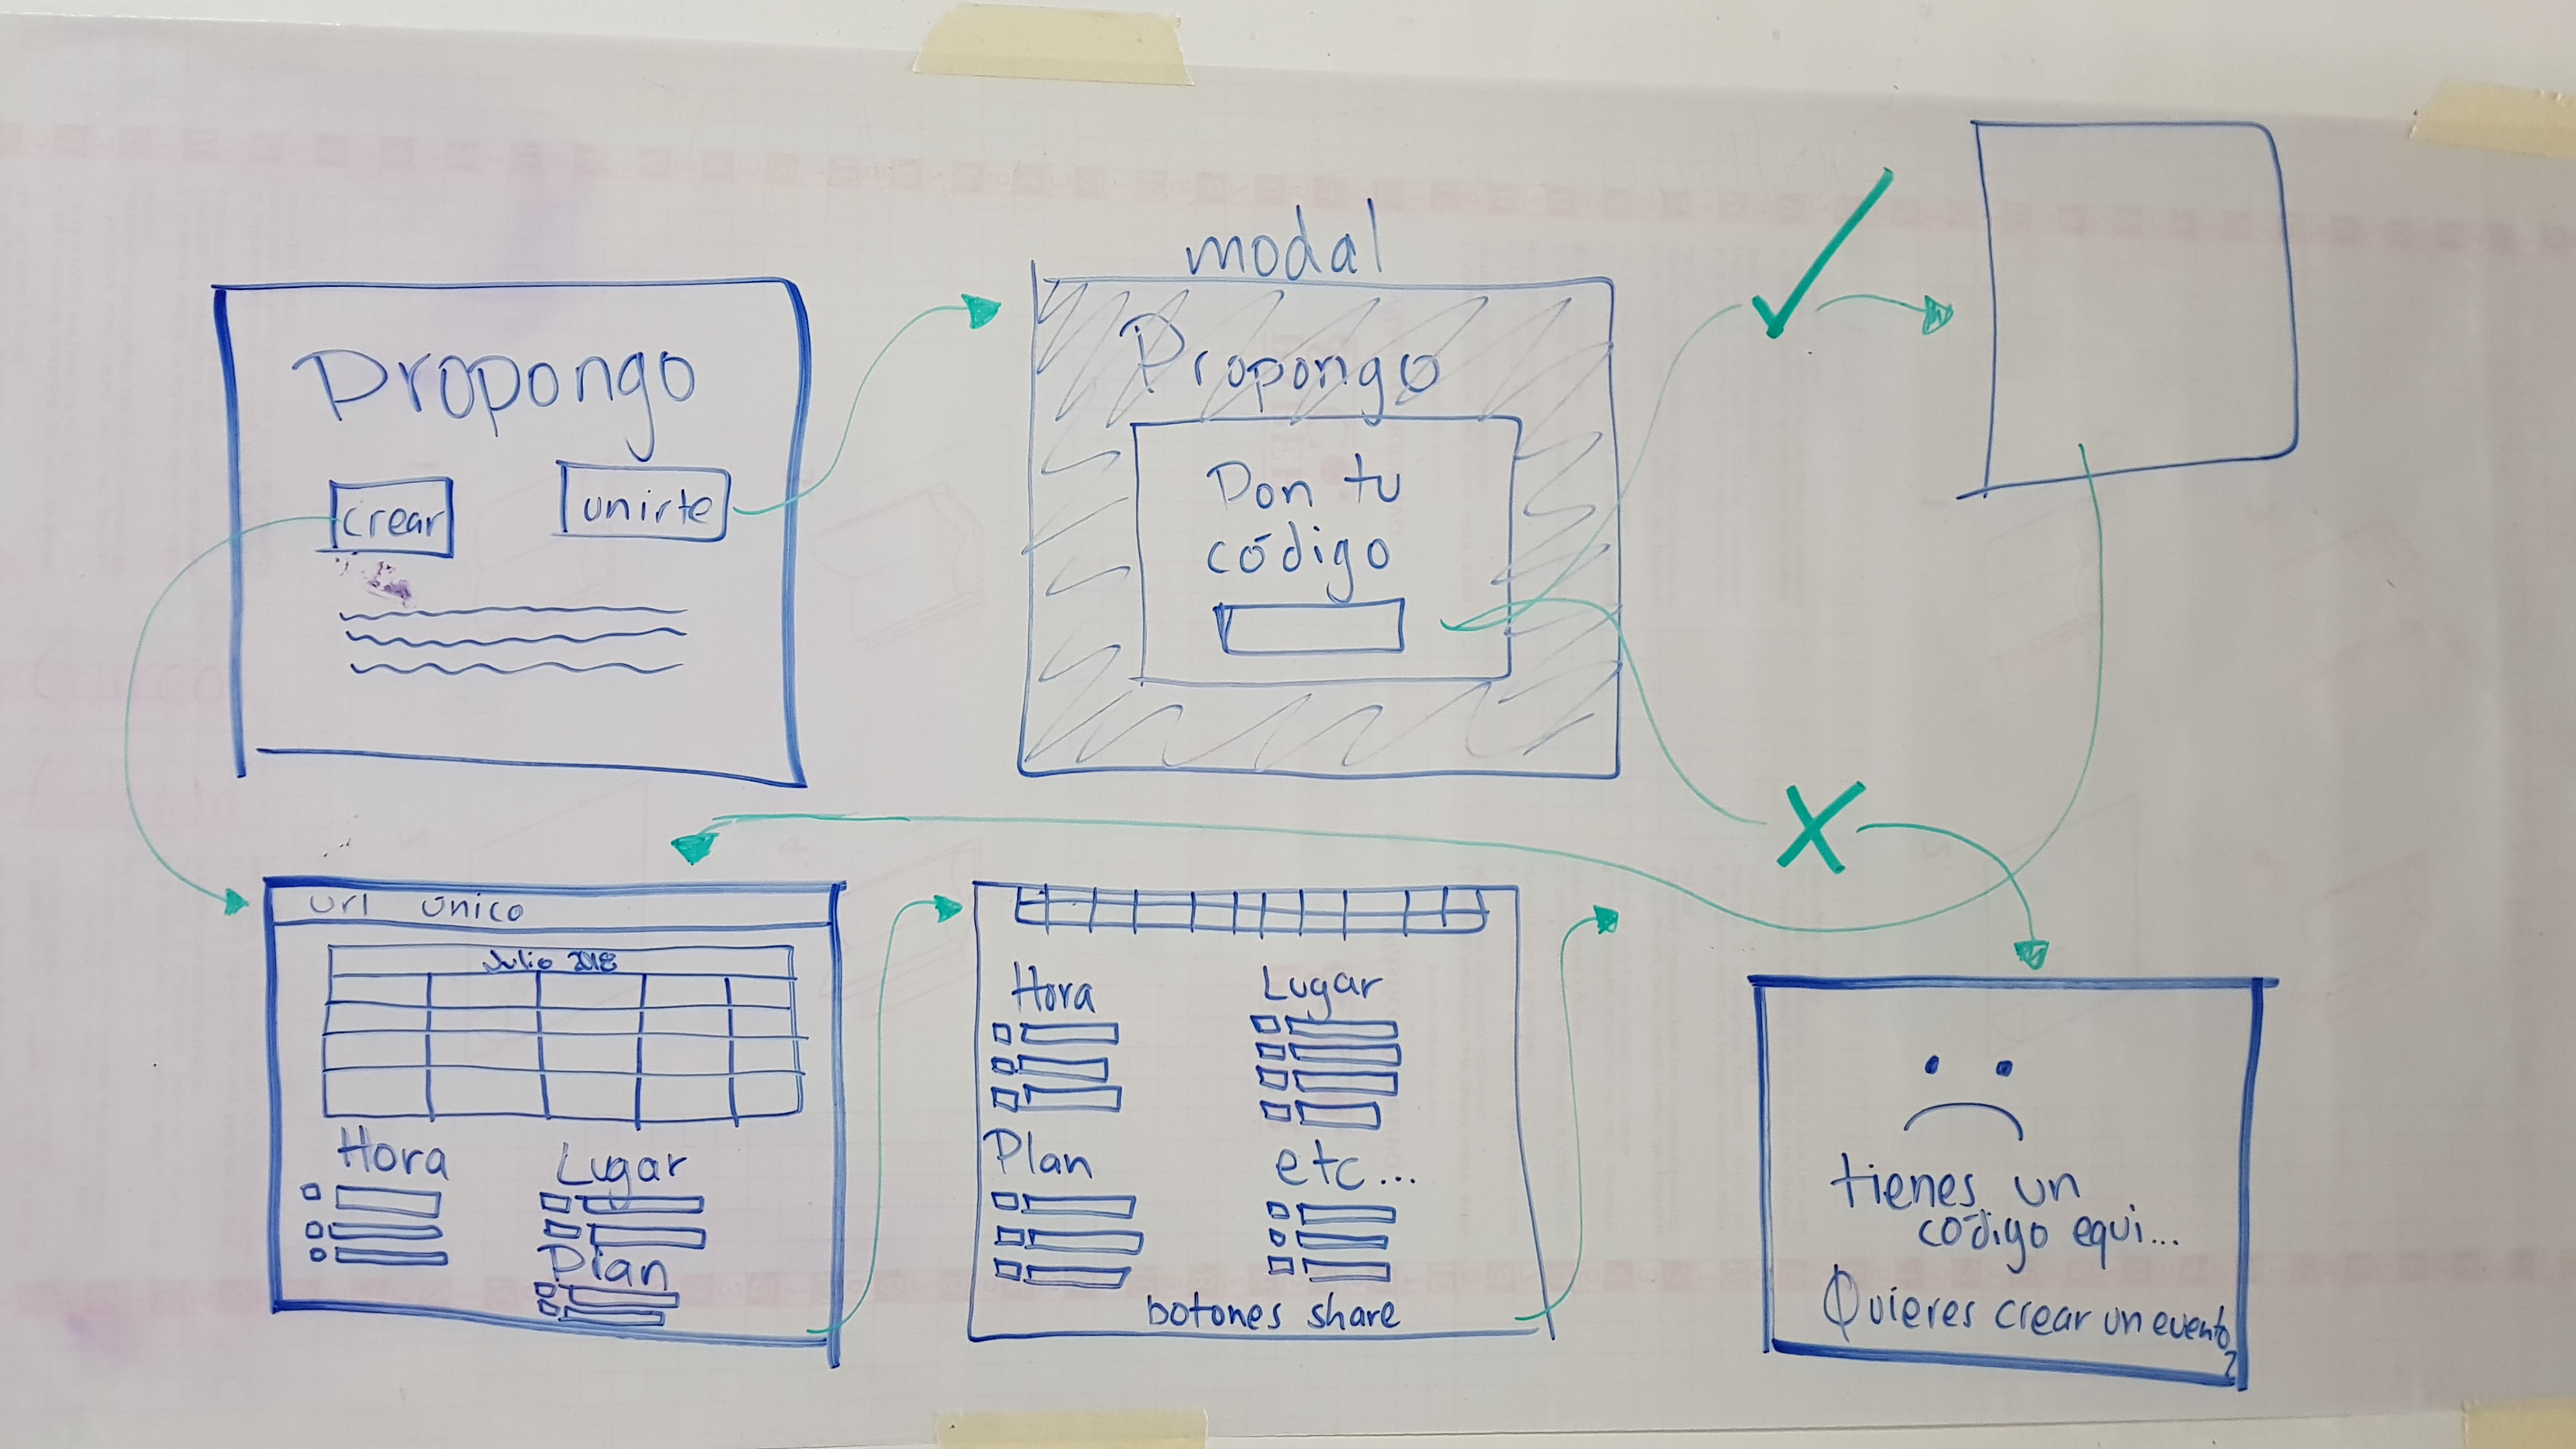 Propongo
crear
unirte
modal
Propongo
Pon tu
código
url único
Julio 2018
Hora
Lugar
Plan
Hora
Lugar
Plan
etc...
botones share
tienes un
código equi...
Quieres crear un evento
?